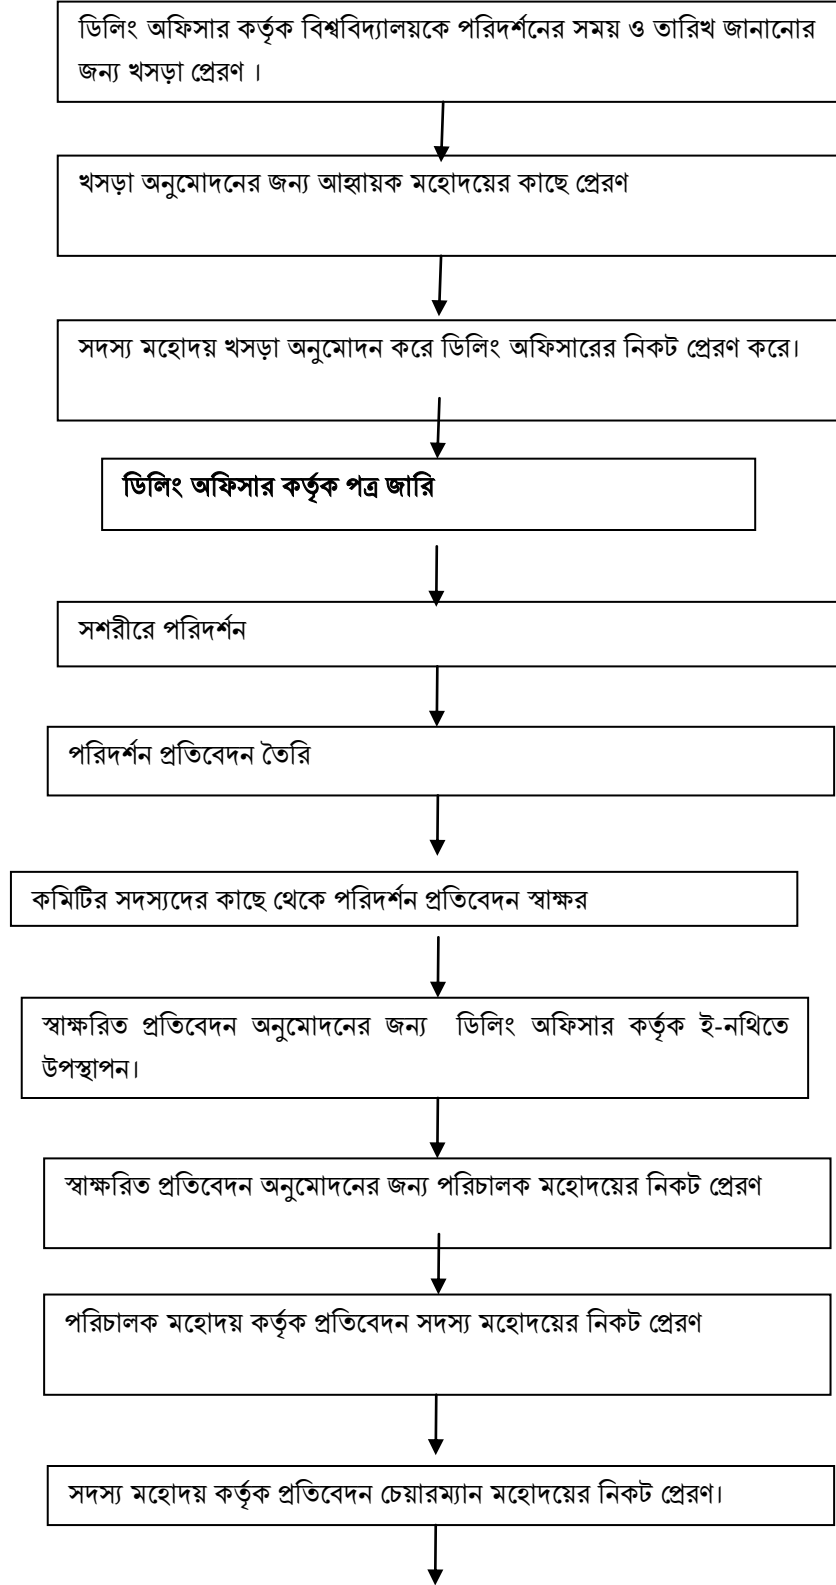 ডিলিং অফিসার কর্তৃক বিশ্ববিদ্যালয়কে পরিদর্শনের সময় ও তারিখ জানানোর
জন্য খসড়া প্রেরণ ।
খসড়া অনুমোদনের জন্য আহ্বায়ক মহোদয়ের কাছে প্রেরণ
সদস্য মহোদয় খসড়া অনুমোদন করে ডিলিং অফিসারের নিকট প্রেরণ করে।
ডিলিং অফিসার কর্তৃক পত্র জারি
সশরীরে পরিদর্শন
পরিদর্শন প্রতিবেদন তৈরি
কমিটির সদস্যদের কাছে থেকে পরিদর্শন প্রতিবেদন স্বাক্ষর
স্বাক্ষরিত প্রতিবেদন অনুমোদনের জন্য ডিলিং অফিসার কর্তৃক ই-নথিতে
উপস্থাপন।
স্বাক্ষরিত প্রতিবেদন অনুমোদনের জন্য পরিচালক মহোদয়ের নিকট প্রেরণ
পরিচালক মহোদয় কর্তৃক প্রতিবেদন সদস্য মহোদয়ের নিকট প্রেরণ
সদস্য মহোদয় কর্তৃক প্রতিবেদন চেয়ারম্যান মহোদয়ের নিকট প্রেরণ।